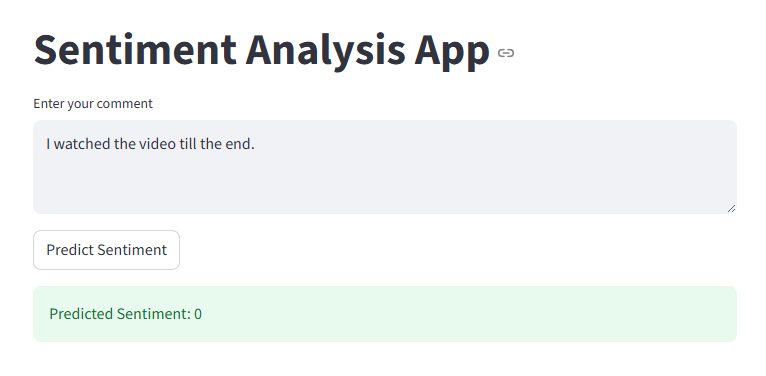 Sentiment Analysis App
Enter your comment
I watched the video till the end.
Predict Sentiment
Predicted Sentiment: 0